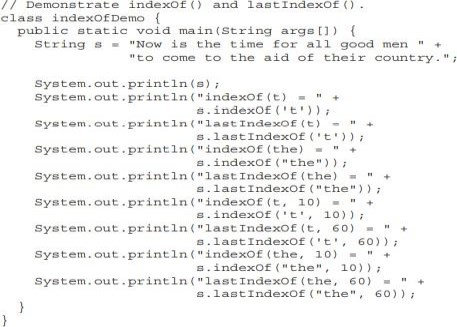 // Demonstrate indexOf() and lastIndexOf().
class indexOfDemo {
public static void main(String args[]) {
String s = "Now is the time for all good men " +
"to come to the aid of their country.";
System.out.println(s);
System.out.println("indexOf(t) = " +
s.indexOf('t'));
System.out.println("lastIndexOf(t) = " +
s.lastIndexOf('t'));
System.out.println("indexOf(the) = " +
s.indexOf("the"));
System.out.println("lastIndexOf(the) = " +
s.lastIndexOf("the"));
System.out.println("indexOf(t, 10) = " +
s.indexOf('t', 10));
System.out.println("lastIndexOf(t, 60) = " +
s.lastIndexOf('t', 60));
System.out.println("indexOf(the, 10) = " +
s.indexOf("the", 10));
System.out.println("lastIndexOf(the, 60) = " +
s.lastIndexOf("the", 60));
}
}